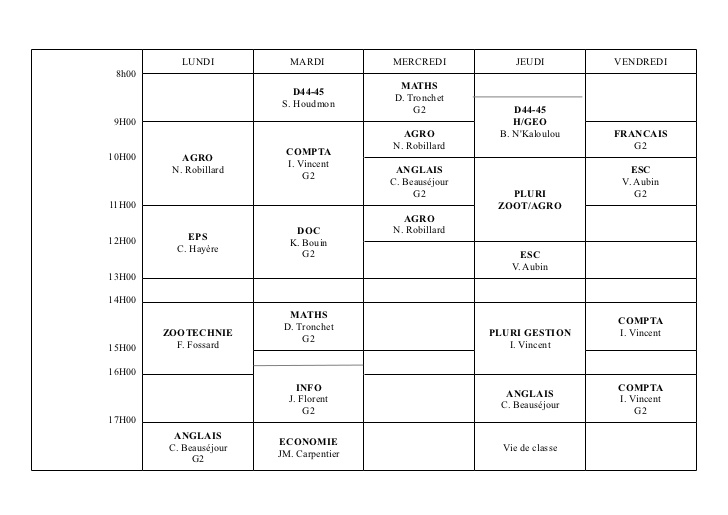 LUNDI MARDI MERCREDI JEUDI VENDREDI
8h00
D44-45
S. Houdmon
MATHS
D. Tronchet
G2
D44-45
H/GEO
B. N'Kaloulou
9H00
AGRO
N. Robillard
COMPTA
I. Vincent
G2
AGRO
N. Robillard
FRANCAIS
G2
10H00
ANGLAIS
C. Beauséjour
G2
PLURI
ZOOT/AGRO
ESC
V. Aubin
G2
11H00
EPS
C. Hayère
DOC
K. Bouin
G2
AGRO
N. Robillard
12H00
ESC
V. Aubin
13H00
14H00
ZOOTECHNIE
F. Fossard
MATHS
D. Tronchet
G2
PLURI GESTION
I. Vincent
COMPTA
I. Vincent
15H00
16H00
INFO
J. Florent
G2
ANGLAIS
C. Beauséjour
COMPTA
I. Vincent
G2
17H00
ANGLAIS
C. Beauséjour
G2
ECONOMIE
JM. Carpentier
Vie de classe